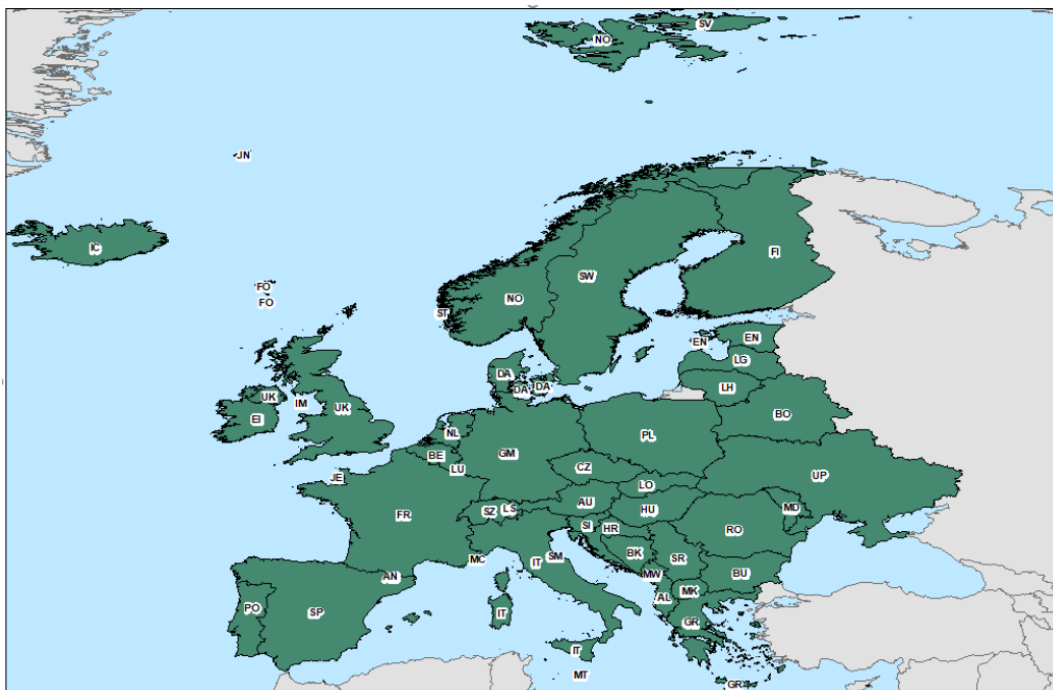 SV
NO
JN
IC
FI
SW
FO
NO
FO
ST
EN
EN
LG
DA
LH
DA
DA
UK
IM
UK
BO
EI
NL
PL
BE
GM
LU
CZ
UP
JE
LO
AU
MD
SZ
LS
HU
FR
SI
HR
RO
BK
SM
MC
IT
SR
MW
BU
AN
MK
AL
PO
SP
IT
GR
IT
MT
GR